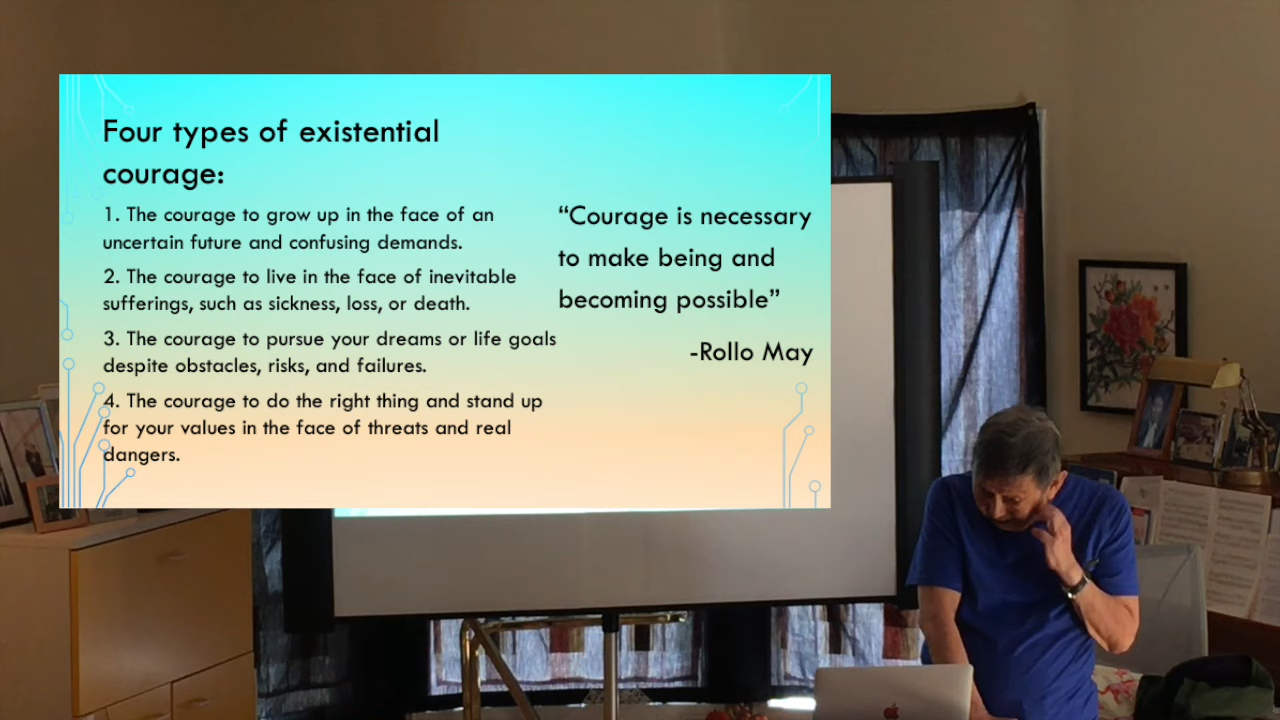 Four types of existential
courage:
1. The courage to grow up in the face of an
uncertain future and confusing demands.
2. The courage to live in the face of inevitable
sufferings, such as sickness, loss, or death.
3. The courage to pursue your dreams or life goals
despite obstacles, risks, and failures.
4. The courage to do the right thing and stand up
for your values in the face of threats and real
dangers.
“Courage is necessary
to make being and
becoming possible”
-Rollo May